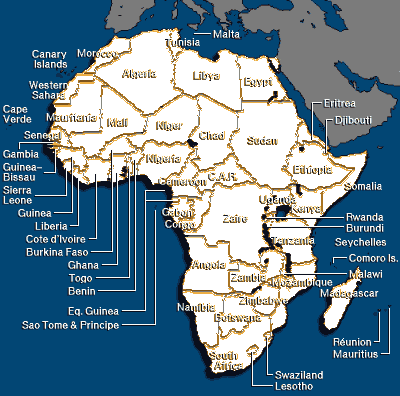 Malta
Tunisia
Morocco
Canary
Islands
Algeria
Libya
Egypt
Western
Sahara
Cape
Verde
Mauritania
Mali
Niger
Chad
Sudan
Eritrea
Djibouti
Senegal
Gambia
Guinea-
Bissau
Nigeria
Ethiopia
Somalia
Sierra
Leone
Cameroon
C.A.R.
Guinea
Liberia
Cote d'Ivoire
Burkina Faso
Ghana
Togo
Benin
Eq. Guinea
Sao Tome & Principe
Gabon
Congo
Zaire
Uganda
Kenya
Rwanda
Burundi
Tanzania
Seychelles
Comoro Is.
Malawi
Angola
Zambia
Mozambique
Madagascar
Zimbabwe
Namibia
Botswana
South
Africa
Réunion
Mauritius
Swaziland
Lesotho